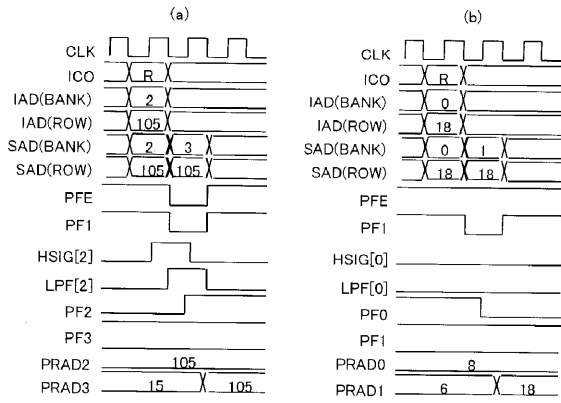 (a)
CLK
ICO R
IAD(BANK) 2
IAD(ROW) 105
SAD(BANK) 2 3
SAD(ROW) 105 105
PFE
PF1
HSIG[2]
LPF[2]
PF2
PF3
PRAD2 105
PRAD3 15 105
(b)
CLK
ICO R
IAD(BANK) 0
IAD(ROW) 18
SAD(BANK) 0 1
SAD(ROW) 18 18
PFE
PF1
HSIG[0]
LPF[0]
PF0
PF1
PRAD0 8
PRAD1 6 18